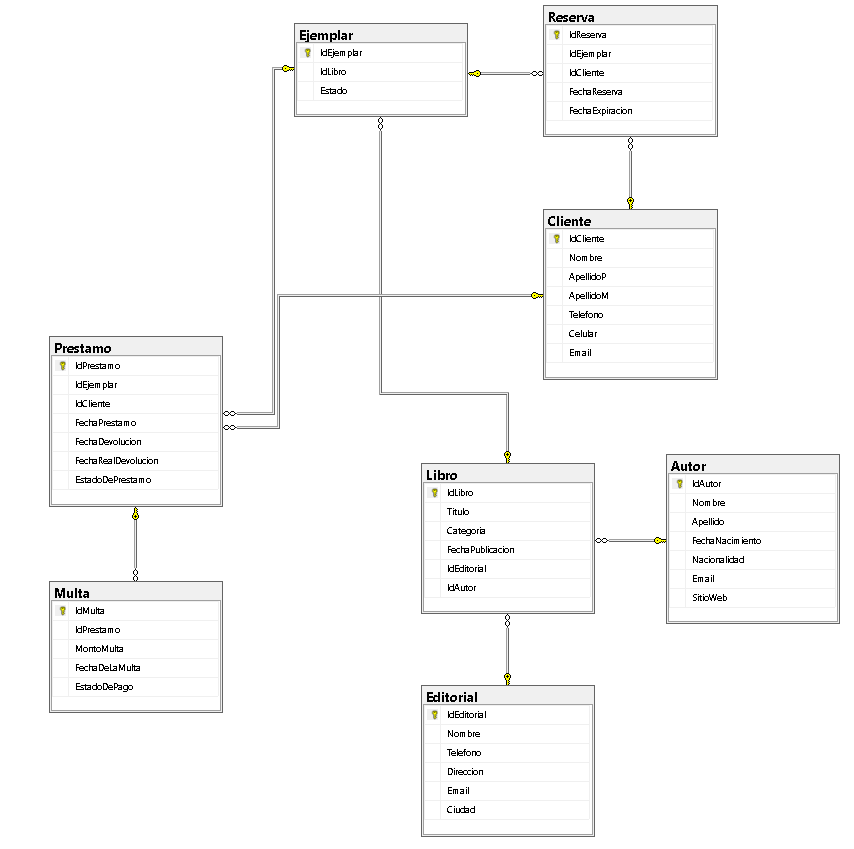 Ejemplar
IdEjemplar
IdLibro
Estado
Reserva
IdReserva
IdEjemplar
IdCliente
FechaReserva
FechaExpiracion
Cliente
IdCliente
Nombre
ApellidoP
ApellidoM
Telefono
Celular
Email
Prestamo
IdPrestamo
IdEjemplar
IdCliente
FechaPrestamo
FechaDevolucion
FechaRealDevolucion
EstadoDePrestamo
Libro
IdLibro
Titulo
Categoria
FechaPublicacion
IdEditorial
IdAutor
Autor
IdAutor
Nombre
Apellido
FechaNacimiento
Nacionalidad
Email
SitioWeb
Multa
IdMulta
IdPrestamo
MontoMulta
FechaDeLaMulta
EstadoDePago
Editorial
IdEditorial
Nombre
Telefono
Direccion
Email
Ciudad